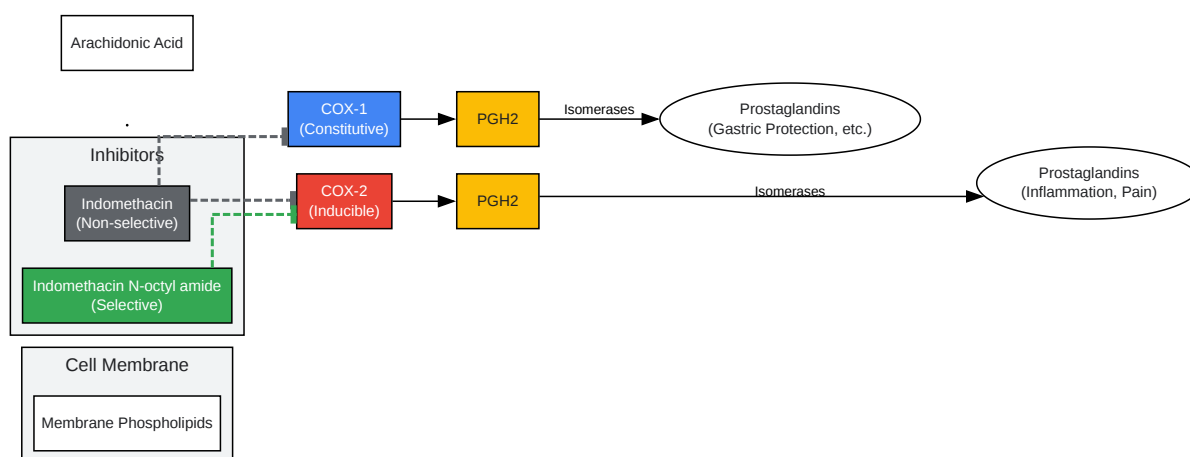 Arachidonic Acid
COX-1
(Constitutive)
PGH2
Isomerases
Prostaglandins
(Gastric Protection, etc.)
Inhibitors
Indomethacin
(Non-selective)
COX-2
(Inducible)
PGH2
Isomerases
Prostaglandins
(Inflammation, Pain)
Indomethacin N-octyl amide
(Selective)
Cell Membrane
Membrane Phospholipids